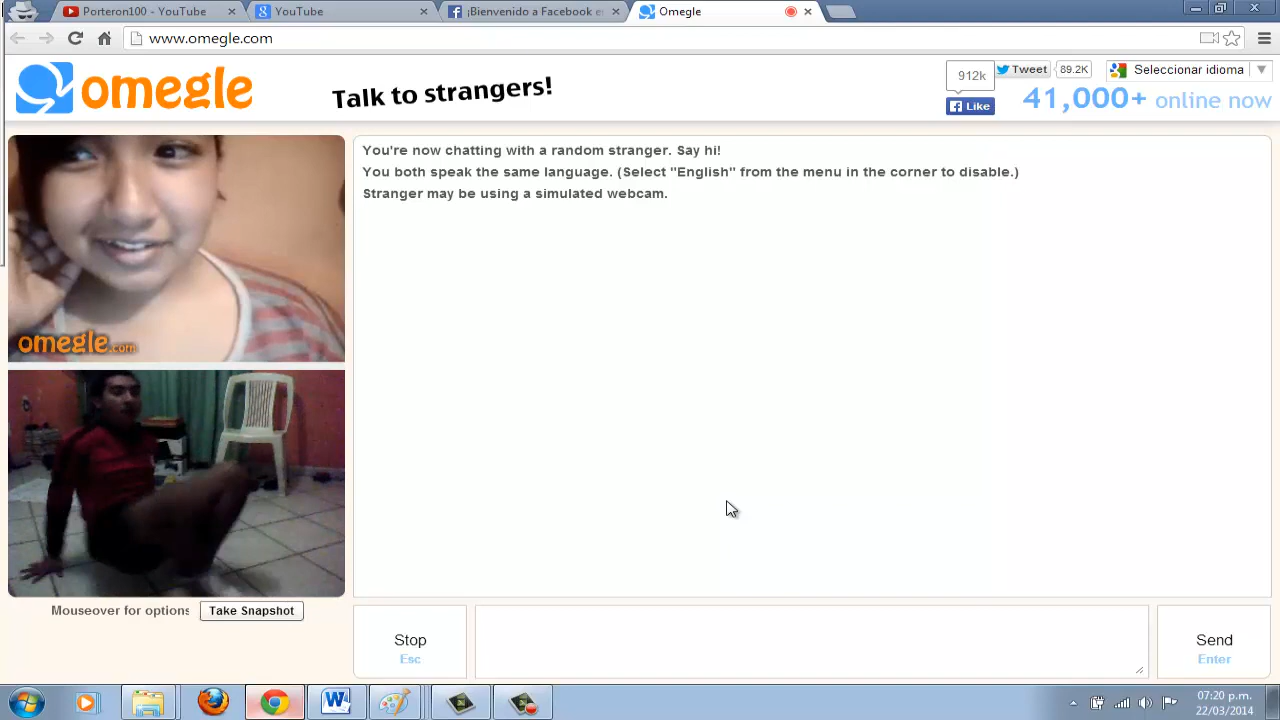 Porteron100 - YouTube
YouTube
¡Bienvenido a Facebook e
Omegle
www.omegle.com
omegle
Talk to strangers!
912k
Like
Tweet
89.2K
Seleccionar idioma
41,000+ online now
You're now chatting with a random stranger. Say hi!
You both speak the same language. (Select "English" from the menu in the corner to disable.)
Stranger may be using a simulated webcam.
omegle.com
Mouseover for options
Take Snapshot
Stop
Esc
Send
Enter
07:20 p.m.
22/03/2014